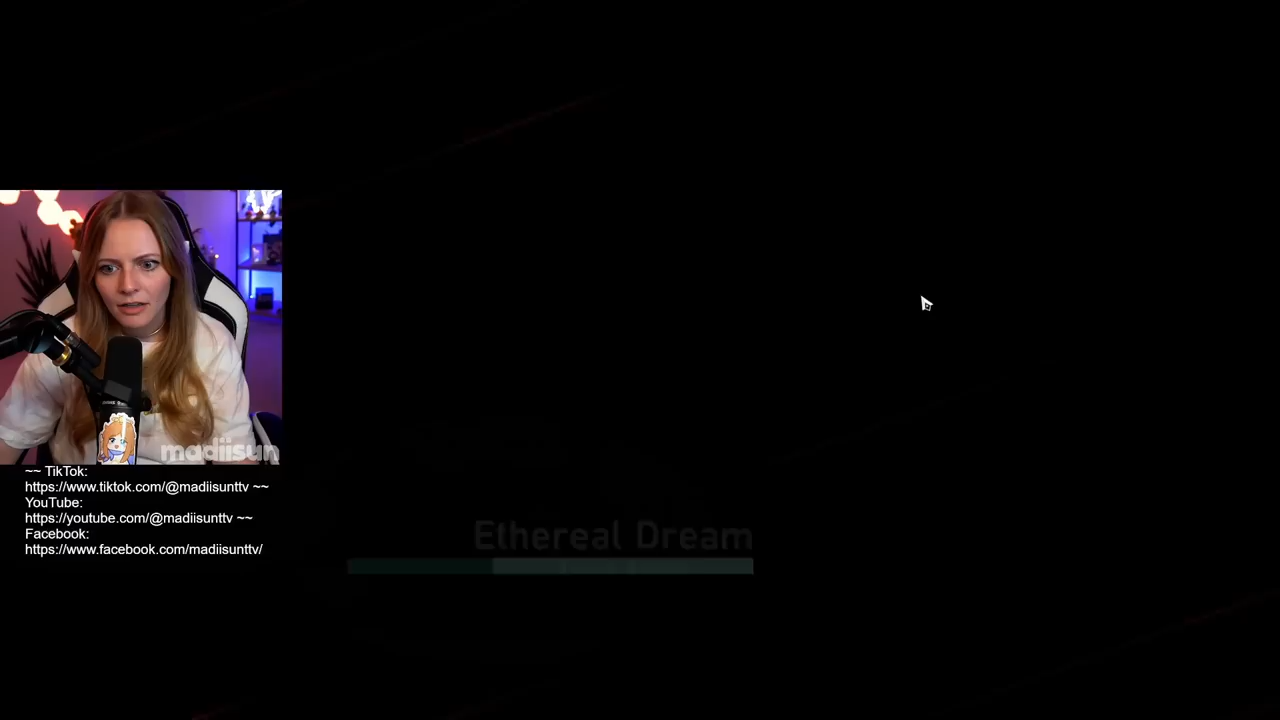 madiisun
~~ TikTok:
https://www.tiktok.com/@madiisunttv ~~
YouTube:
https://youtube.com/@madiisunttv ~~
Facebook:
https://www.facebook.com/madiisunttv/
Ethereal Dream